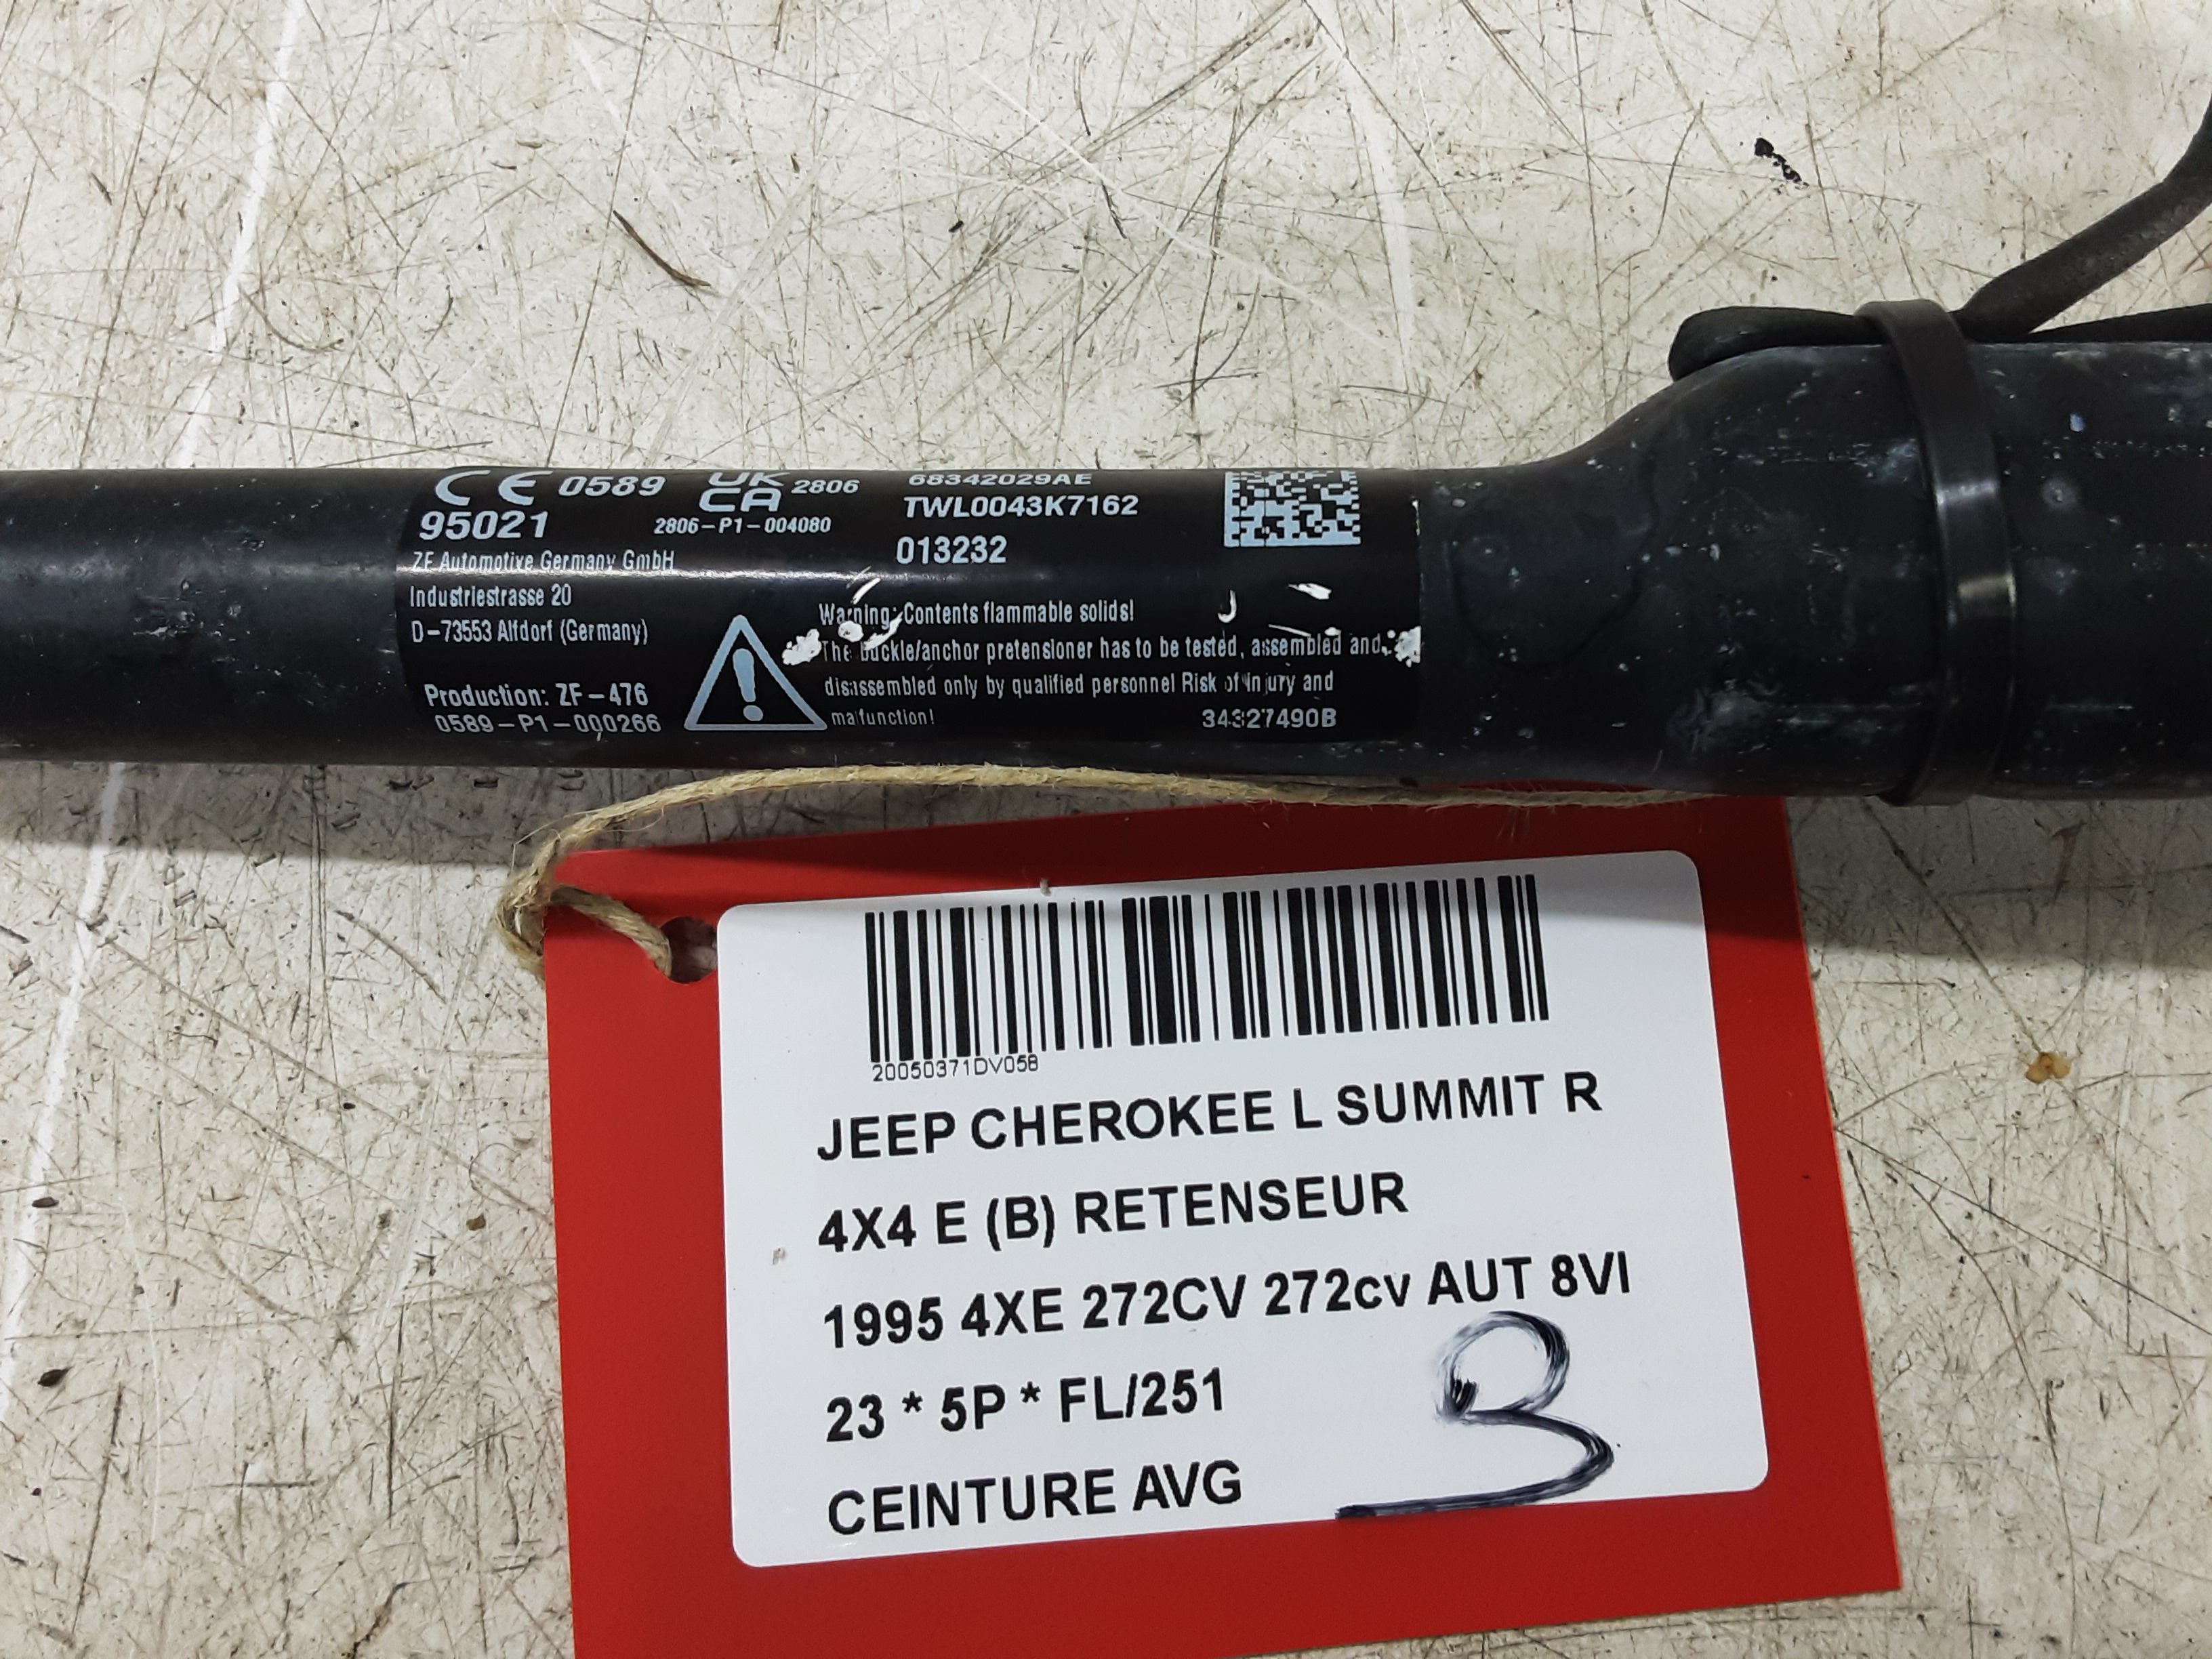 CE 0589
UK CA 2806
95021
2806-P1-004080
68342029AE
TWL0043K7162
013232
ZF Automotive Germany GmbH
Industriestrasse 20
D-73553 Alfdorf (Germany)
Production: ZF-476
0589-P1-000266
Warning: Contents flammable solids!
The buckle/anchor pretensioner has to be tested, assembled and
disassembled only by qualified personnel Risk of injury and
malfunction!
34327490B
20050371DV058
JEEP CHEROKEE L SUMMIT R
4X4 E (B) RETENSEUR
1995 4XE 272CV 272cv AUT 8VI
23 * 5P * FL/251
CEINTURE AVG